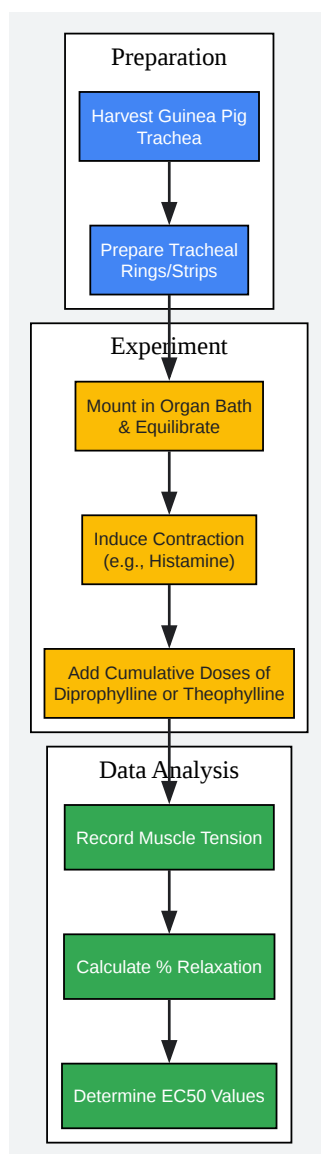 Preparation
Harvest Guinea Pig
Trachea
Prepare Tracheal
Rings/Strips
Experiment
Mount in Organ Bath
& Equilibrate
Induce Contraction
(e.g., Histamine)
Add Cumulative Doses of
Diprophylline or Theophylline
Data Analysis
Record Muscle Tension
Calculate % Relaxation
Determine EC50 Values